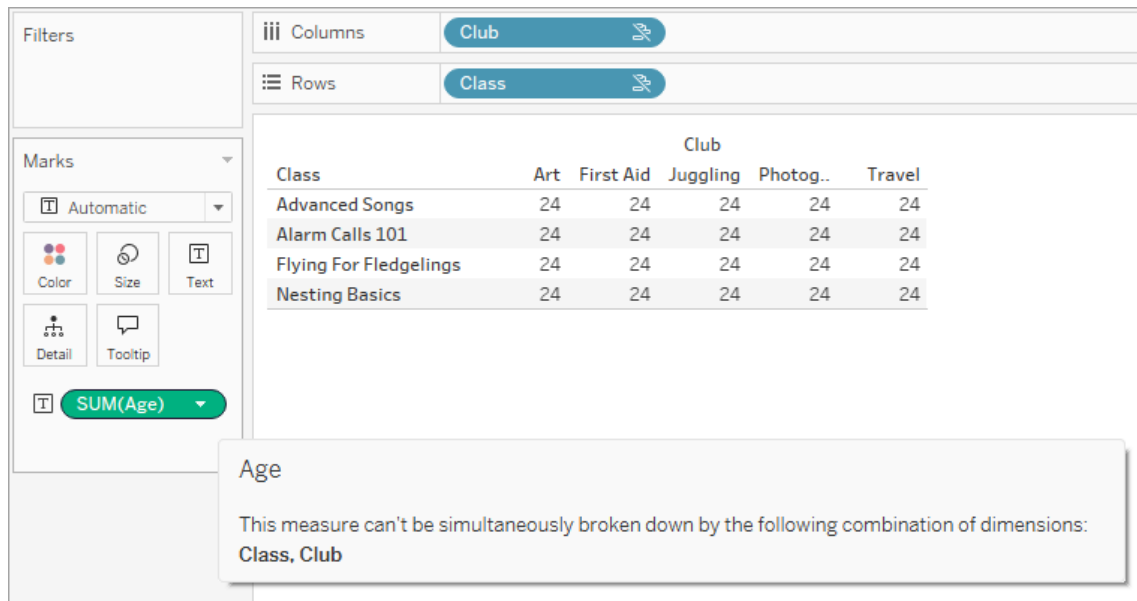 Filters
Columns
Club
Rows
Class
Marks
Automatic
Color
Size
Text
Detail
Tooltip
T SUM(Age)
Club
Class Art First Aid Juggling Photog.. Travel
Advanced Songs 24 24 24 24 24
Alarm Calls 101 24 24 24 24 24
Flying For Fledgelings 24 24 24 24 24
Nesting Basics 24 24 24 24 24
Age
This measure can't be simultaneously broken down by the following combination of dimensions:
Class, Club